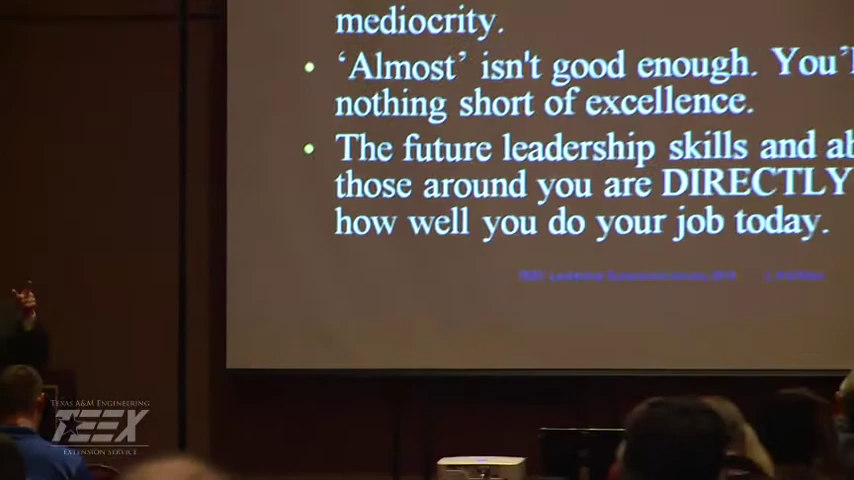 mediocrity.
'Almost' isn't good enough. You'l
nothing short of excellence.
The future leadership skills and ab
those around you are DIRECTLY
how well you do your job today.
TEXAS A&M ENGINEERING
TEEX
EXTENSION SERVICE